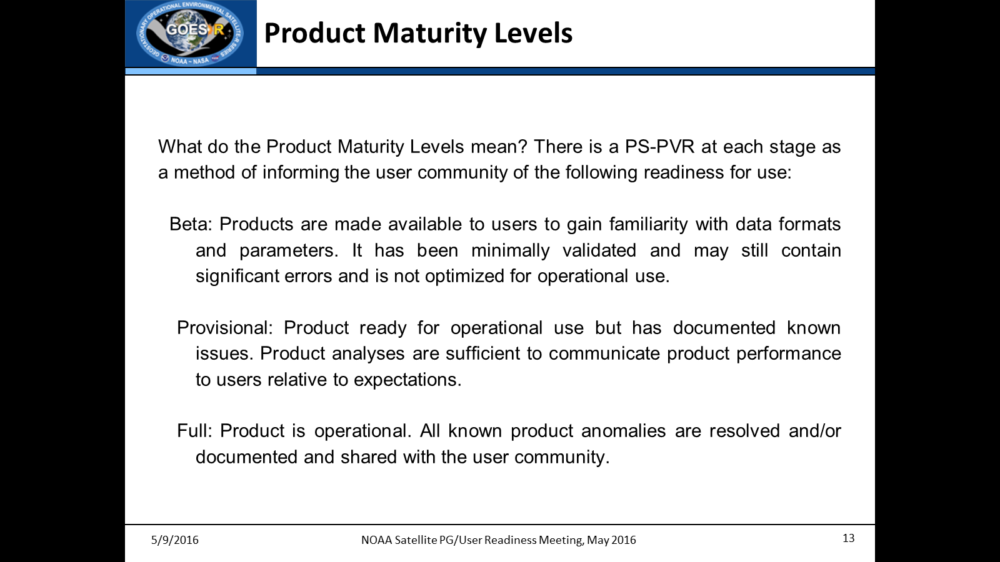 GEOSTATIONARY OPERATIONAL ENVIRONMENTAL SATELLITE-R SERIES
GOES R
NOAA ~ NASA
Product Maturity Levels
What do the Product Maturity Levels mean? There is a PS-PVR at each stage as
a method of informing the user community of the following readiness for use:
Beta: Products are made available to users to gain familiarity with data formats
and parameters. It has been minimally validated and may still contain
significant errors and is not optimized for operational use.
Provisional: Product ready for operational use but has documented known
issues. Product analyses are sufficient to communicate product performance
to users relative to expectations.
Full: Product is operational. All known product anomalies are resolved and/or
documented and shared with the user community.
5/9/2016
NOAA Satellite PG/User Readiness Meeting, May 2016
13